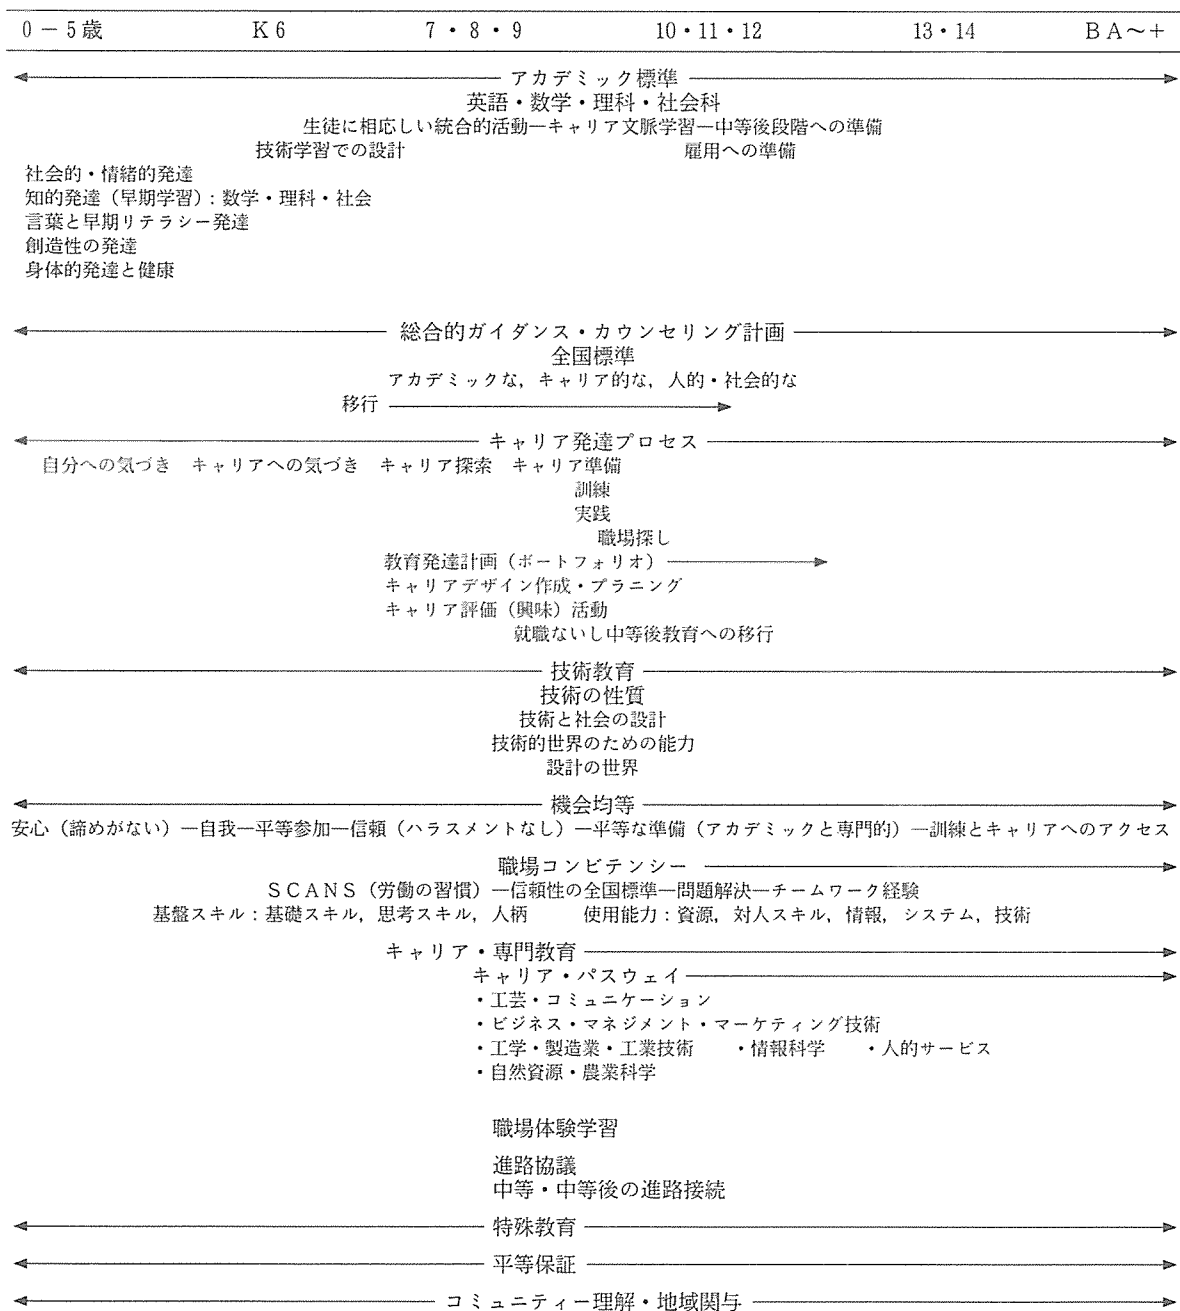 0－5歳 K6 7・8・9 10・11・12 13・14 BA～+
アカデミック標準
英語・数学・理科・社会科
生徒に相応しい統合的活動―キャリア文脈学習―中等後段階への準備
技術学習での設計 雇用への準備
社会的・情緒的発達
知的発達（早期学習）：数学・理科・社会
言葉と早期リテラシー発達
創造性の発達
身体的発達と健康
総合的ガイダンス・カウンセリング計画
全国標準
アカデミックな，キャリア的な，人的・社会的な
移行
キャリア発達プロセス
自分への気づき キャリアへの気づき キャリア探索 キャリア準備
訓練
実践
職場探し
教育発達計画（ポートフォリオ）
キャリアデザイン作成・プラニング
キャリア評価（興味）活動
就職ないし中等後教育への移行
技術教育
技術の性質
技術と社会の設計
技術的世界のための能力
設計の世界
機会均等
安心（諦めがない）―自我―平等参加―信頼（ハラスメントなし）―平等な準備（アカデミックと専門的）―訓練とキャリアへのアクセス
職場コンピテンシー
SCANS（労働の習慣）―信頼性の全国標準―問題解決―チームワーク経験
基盤スキル：基礎スキル，思考スキル，人柄 使用能力：資源，対人スキル，情報，システム，技術
キャリア・専門教育
キャリア・パスウェイ
・工芸・コミュニケーション
・ビジネス・マネジメント・マーケティング技術
・工学・製造業・工業技術 ・情報科学 ・人的サービス
・自然資源・農業科学
職場体験学習
進路協議
中等・中等後の進路接続
特殊教育
平等保証
コミュニティー理解・地域関与